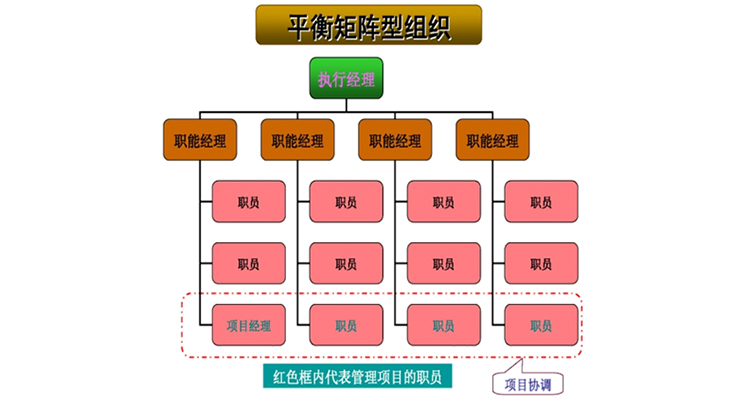 平衡矩阵型组织
执行经理
职能经理 职能经理 职能经理 职能经理
职员 职员 职员 职员
职员 职员 职员 职员
项目经理 职员 职员 职员
红色框内代表管理项目的职员
项目协调